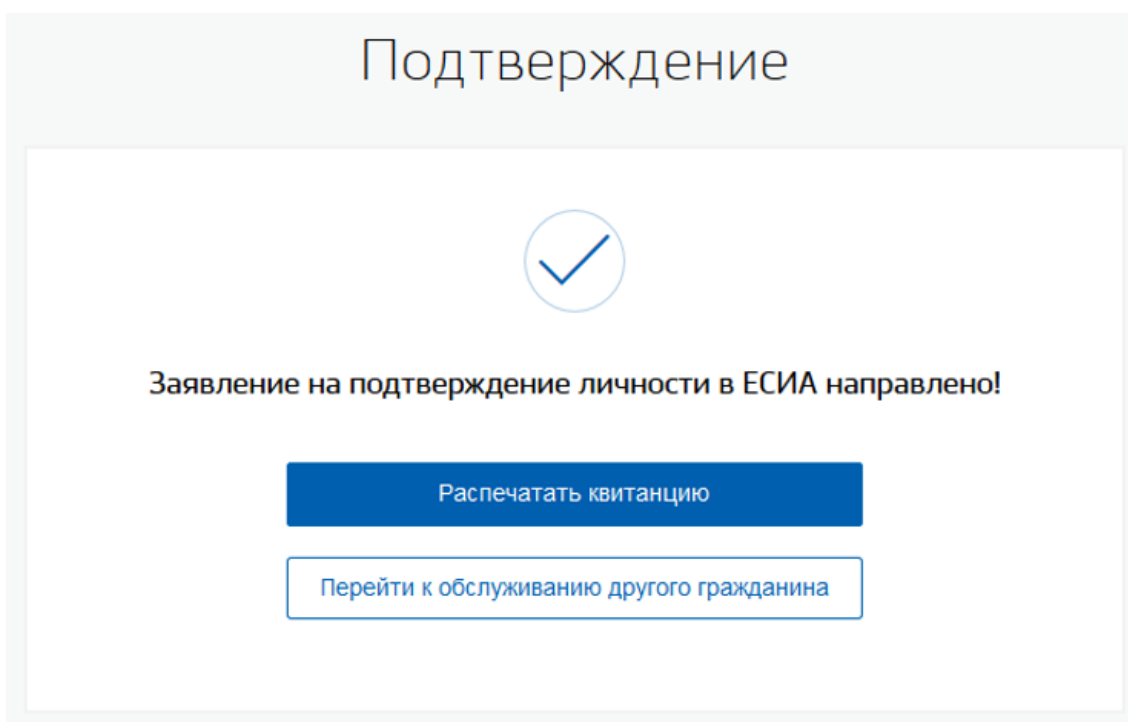 Подтверждение
Заявление на подтверждение личности в ЕСИА направлено!
Распечатать квитанцию
Перейти к обслуживанию другого гражданина